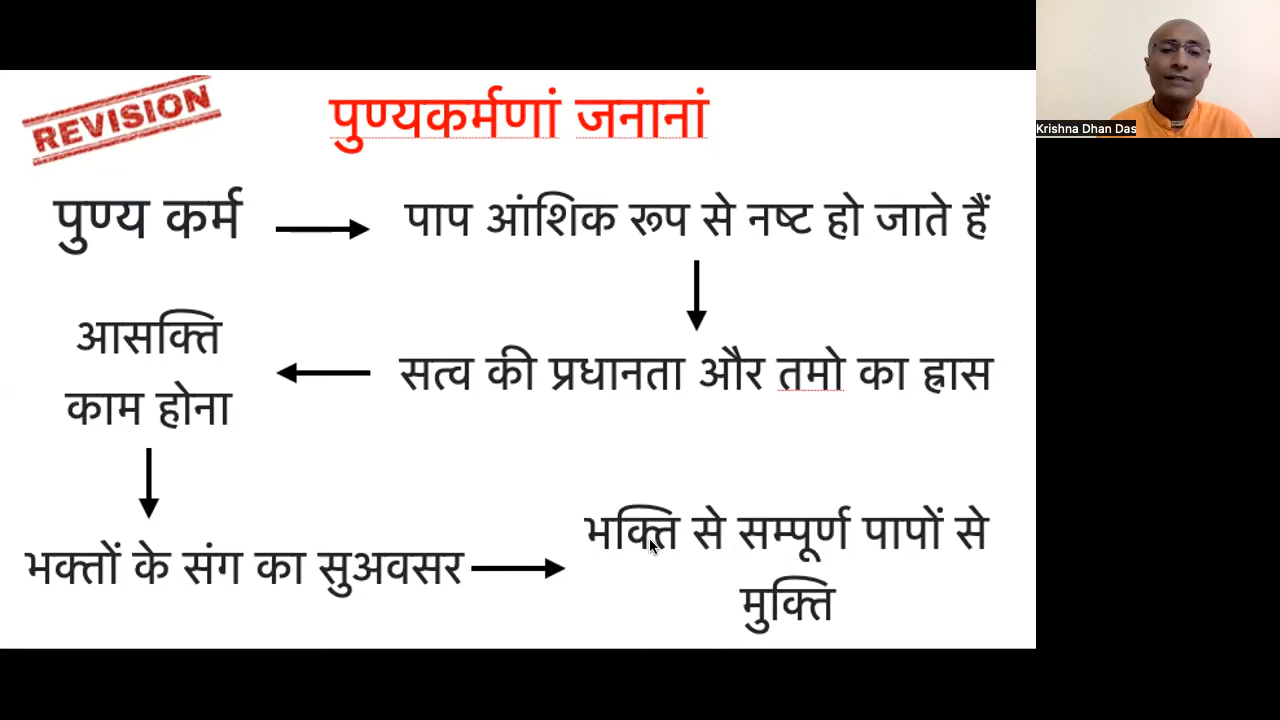 REVISION
पुण्यकर्मणां जनानां
पुण्य कर्म
पाप आंशिक रूप से नष्ट हो जाते हैं
आसक्ति
काम होना
सत्व की प्रधानता और तमो का ह्रास
भक्तों के संग का सुअवसर
भक्ति से सम्पूर्ण पापों से
मुक्ति
Krishna Dhan Das